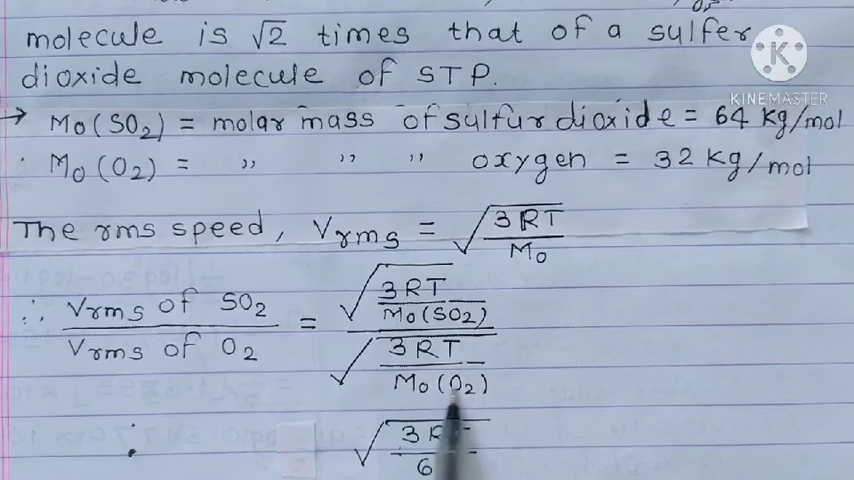 molecule is √2 times that of a sulfer
dioxide molecule of STP.
KINEMASTER
→ M₀(SO₂) = molar mass of sulfur dioxide = 64 kg/mol
M₀(O₂) = ,, ,, ,, oxygen = 32 kg/mol
The rms speed, Vrms = √(3RT/M₀)
∴ Vrms of SO₂ / Vrms of O₂ = √(3RT/M₀(SO₂)) / √(3RT/M₀(O₂))